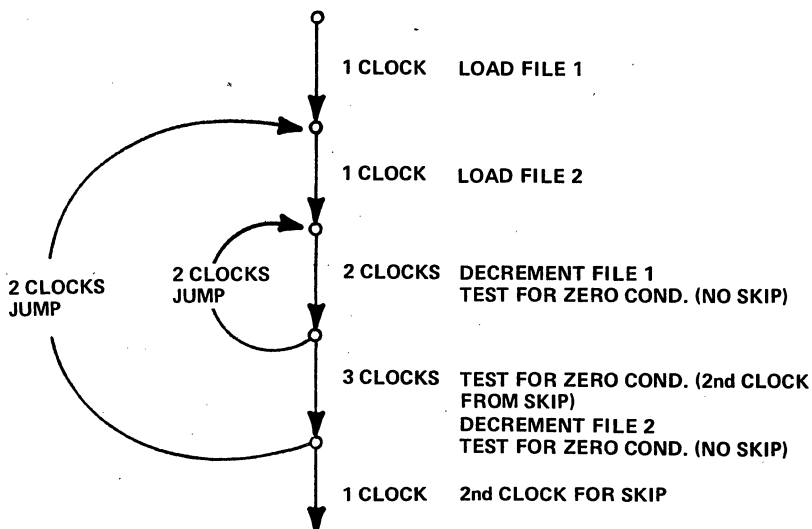 1 CLOCK LOAD FILE 1
1 CLOCK LOAD FILE 2
2 CLOCKS
JUMP
2 CLOCKS
JUMP
2 CLOCKS DECREMENT FILE 1
TEST FOR ZERO COND. (NO SKIP)
3 CLOCKS TEST FOR ZERO COND. (2nd CLOCK
FROM SKIP)
DECREMENT FILE 2
TEST FOR ZERO COND. (NO SKIP)
1 CLOCK 2nd CLOCK FOR SKIP